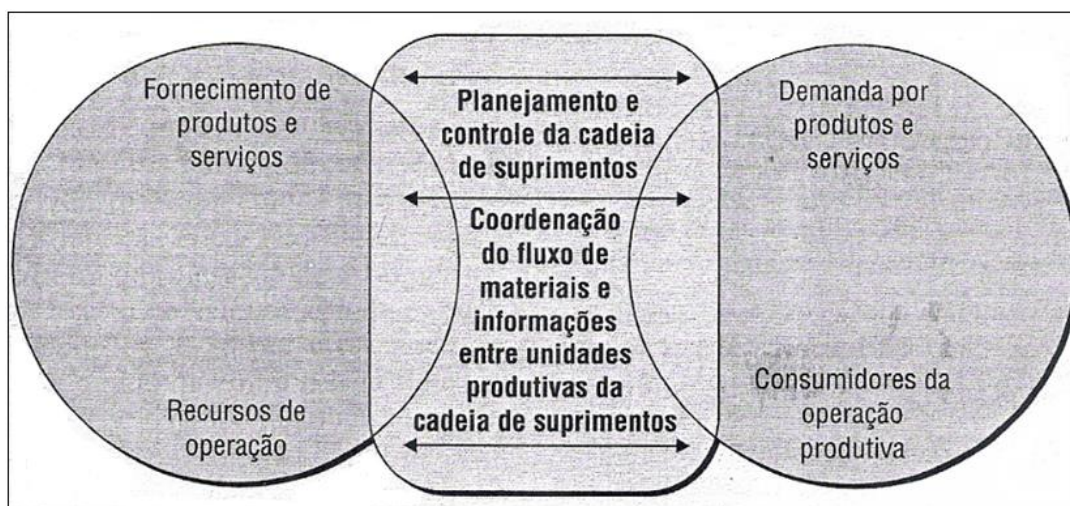 Fornecimento de
produtos e
serviços
Recursos de
operação
Planejamento e
controle da cadeia
de suprimentos
Coordenação
do fluxo de
materiais e
informações
entre unidades
produtivas da
cadeia de suprimentos
Demanda por
produtos e
serviços
Consumidores da
operação
produtiva